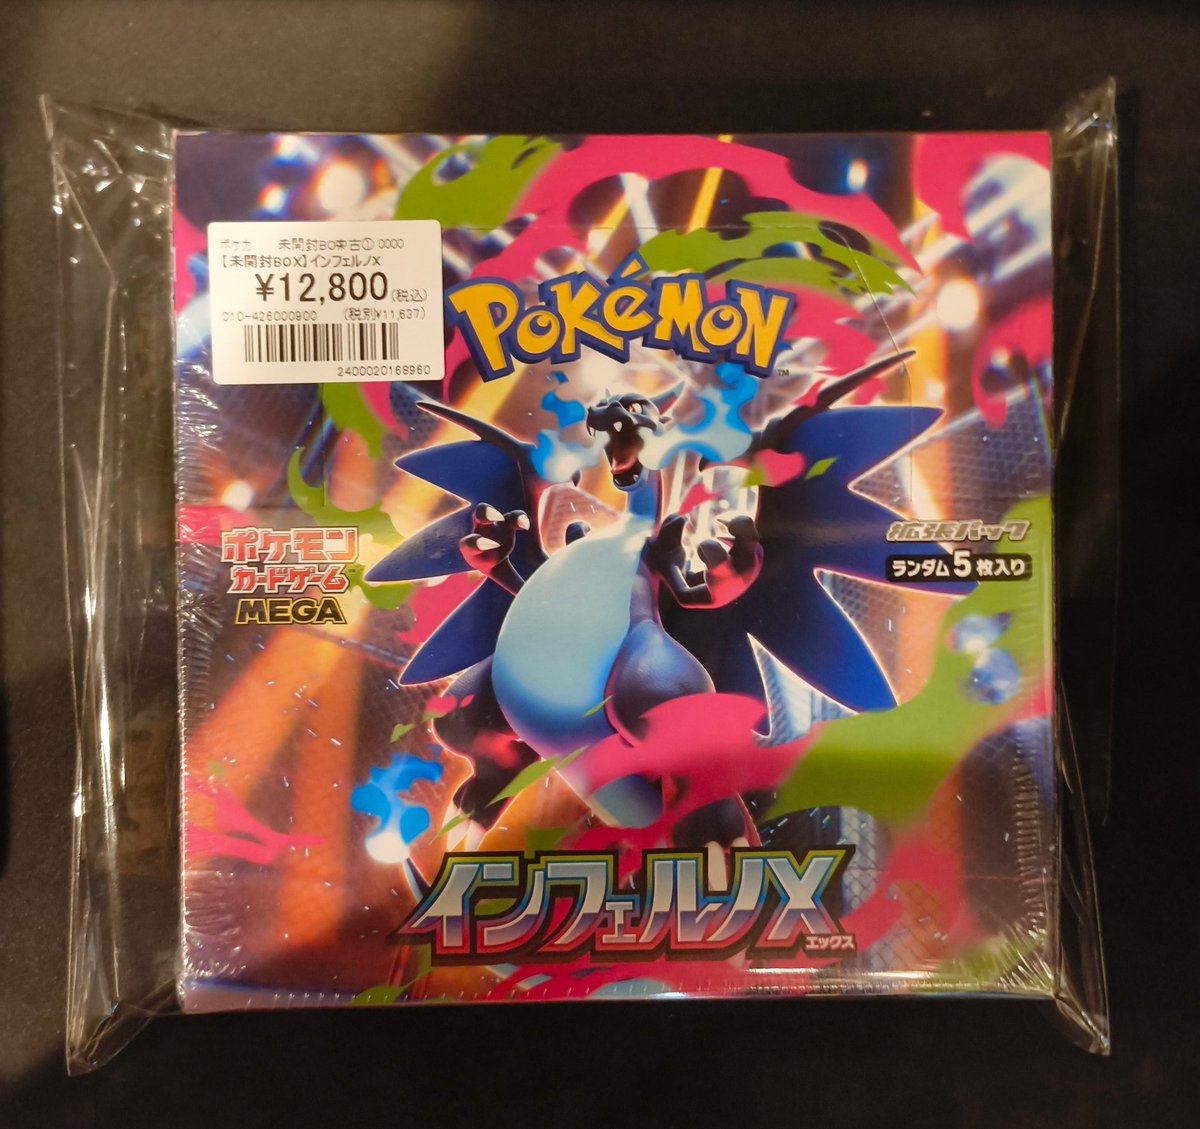 ポケカ 未開封BO中古① 0000
【未開封BOX】インフェルノX
¥12,800(税込)
010-426000900 (税別¥11,637)
2400020168960
POKéMON
TM
ポケモン
カードゲーム
MEGA
拡張パック
ランダム5枚入り
インフェルノX
エックス